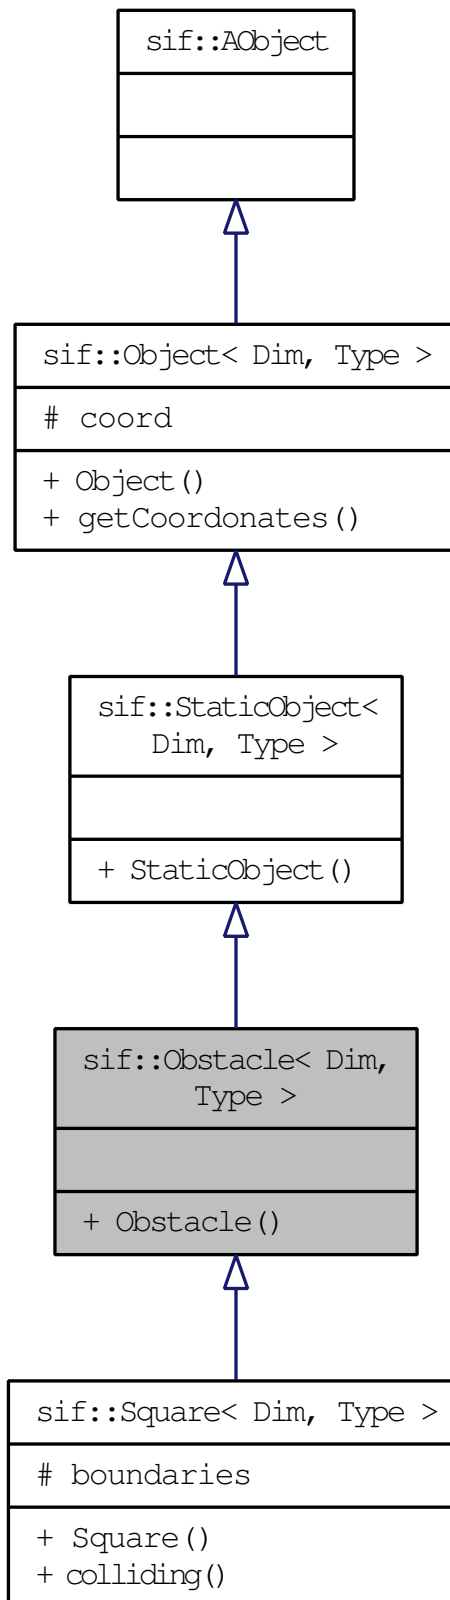 sif::AObject
sif::Object< Dim, Type >
# coord
+ Object()
+ getCoordonates()
sif::StaticObject<
Dim, Type >
+ StaticObject()
sif::Obstacle< Dim,
Type >
+ Obstacle()
sif::Square< Dim, Type >
# boundaries
+ Square()
+ colliding()